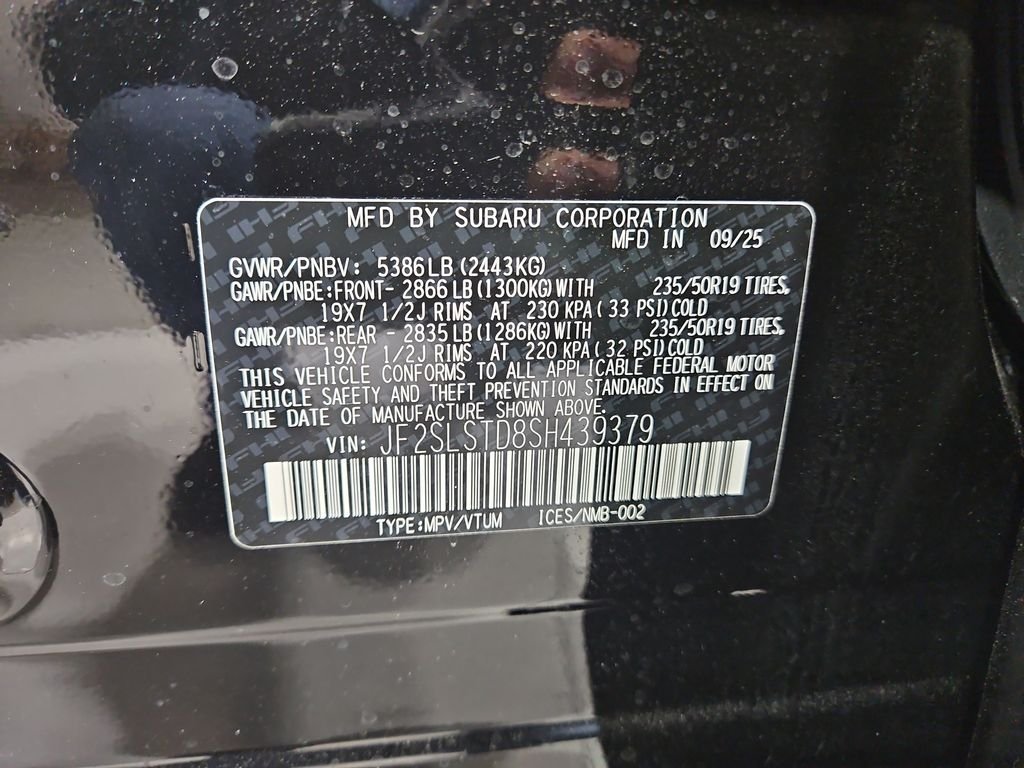 MFD BY SUBARU CORPORATION
MFD IN 09/25
GVWR/PNBV: 5386LB (2443KG)
GAWR/PNBE:FRONT- 2866 LB (1300KG) WITH 235/50R19 TIRES,
19X7 1/2J RIMS AT 230 KPA ( 33 PSI) COLD
GAWR/PNBE:REAR - 2835 LB (1286KG) WITH 235/50R19 TIRES,
19X7 1/2J RIMS AT 220 KPA ( 32 PSI) COLD
THIS VEHICLE CONFORMS TO ALL APPLICABLE FEDERAL MOTOR
VEHICLE SAFETY AND THEFT PREVENTION STANDARDS IN EFFECT ON
THE DATE OF MANUFACTURE SHOWN ABOVE.
VIN: JF2SLSTD8SH439379
TYPE:MPV/VTUM ICES/NMB-002